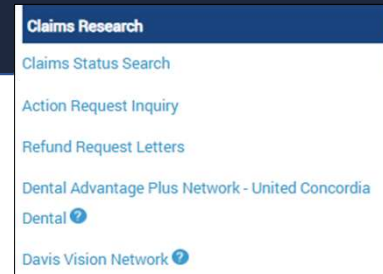 Claims Research
Claims Status Search
Action Request Inquiry
Refund Request Letters
Dental Advantage Plus Network - United Concordia
Dental ?
Davis Vision Network ?